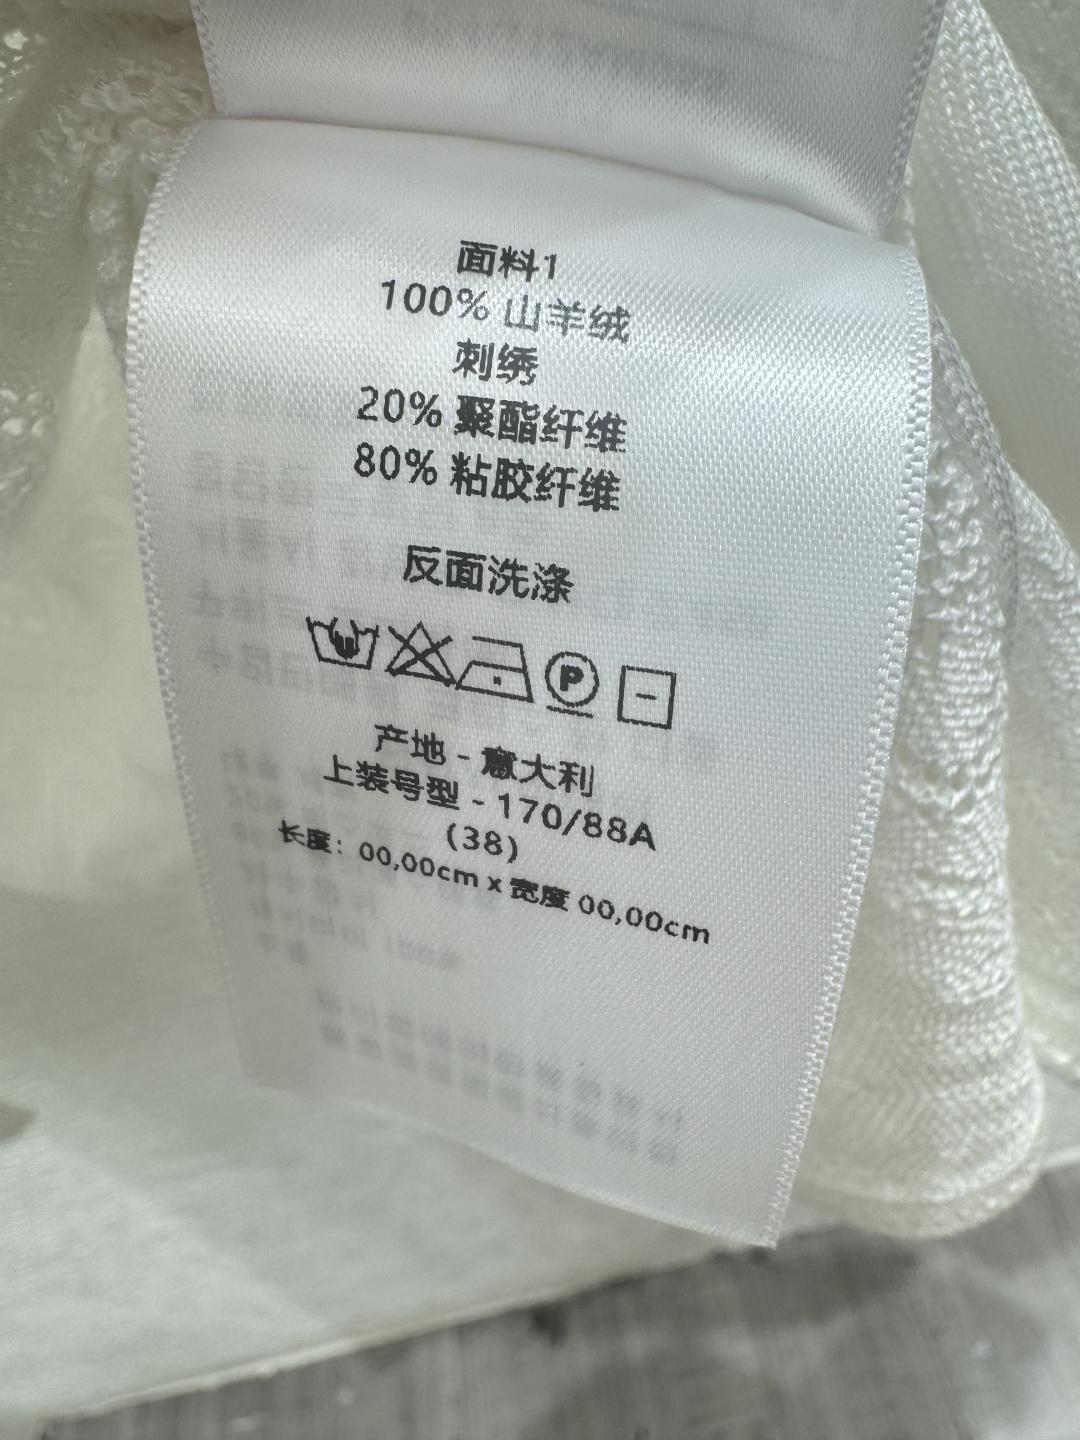 面料1
100% 山羊绒
刺绣
20% 聚酯纤维
80% 粘胶纤维
反面洗涤
P
产地 - 意大利
上装号型 - 170/88A
(38)
长度: 00,00cm x 宽度 00,00cm